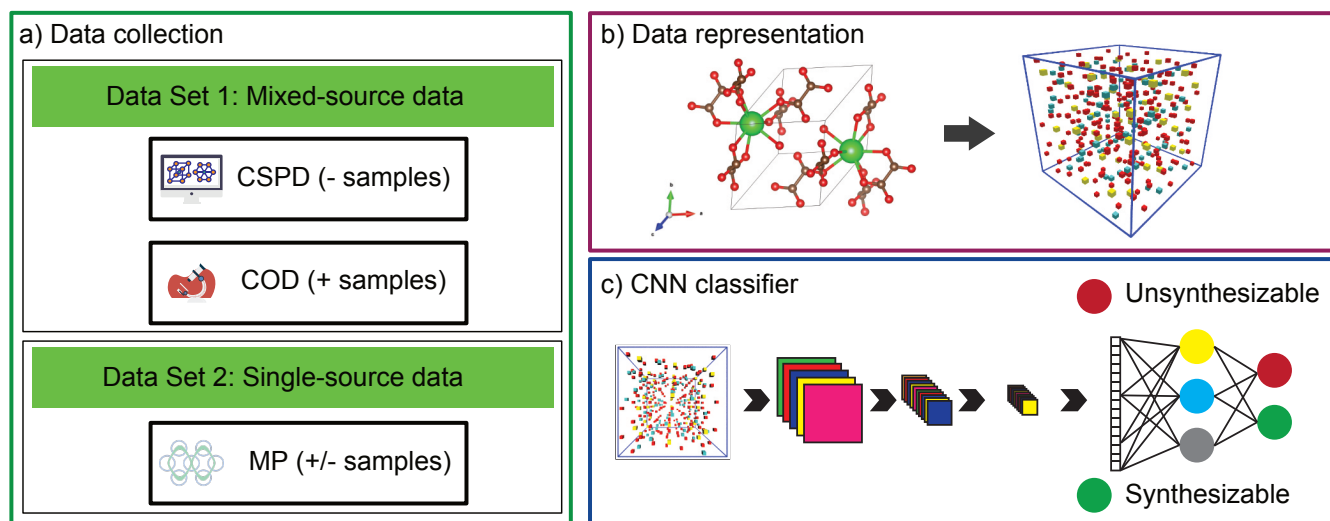 a) Data collection
Data Set 1: Mixed-source data
CSPD (- samples)
COD (+ samples)
Data Set 2: Single-source data
MP (+/- samples)
b) Data representation
b
a
c
c) CNN classifier
Unsynthesizable
Synthesizable